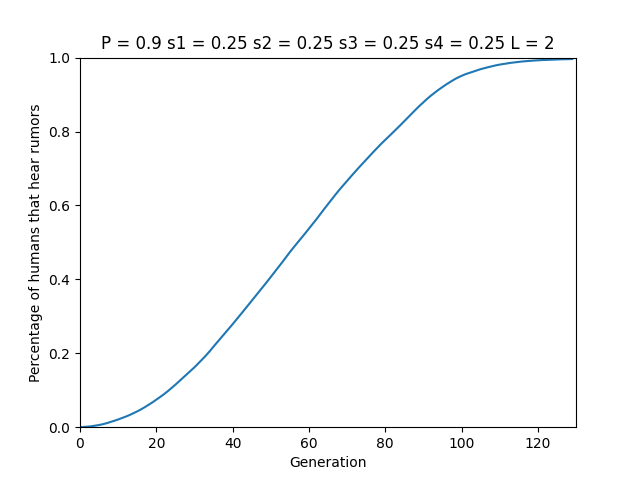 P = 0.9 s1 = 0.25 s2 = 0.25 s3 = 0.25 s4 = 0.25 L = 2
Percentage of humans that hear rumors
1.0
0.8
0.6
0.4
0.2
0.0
0 20 40 60 80 100 120
Generation